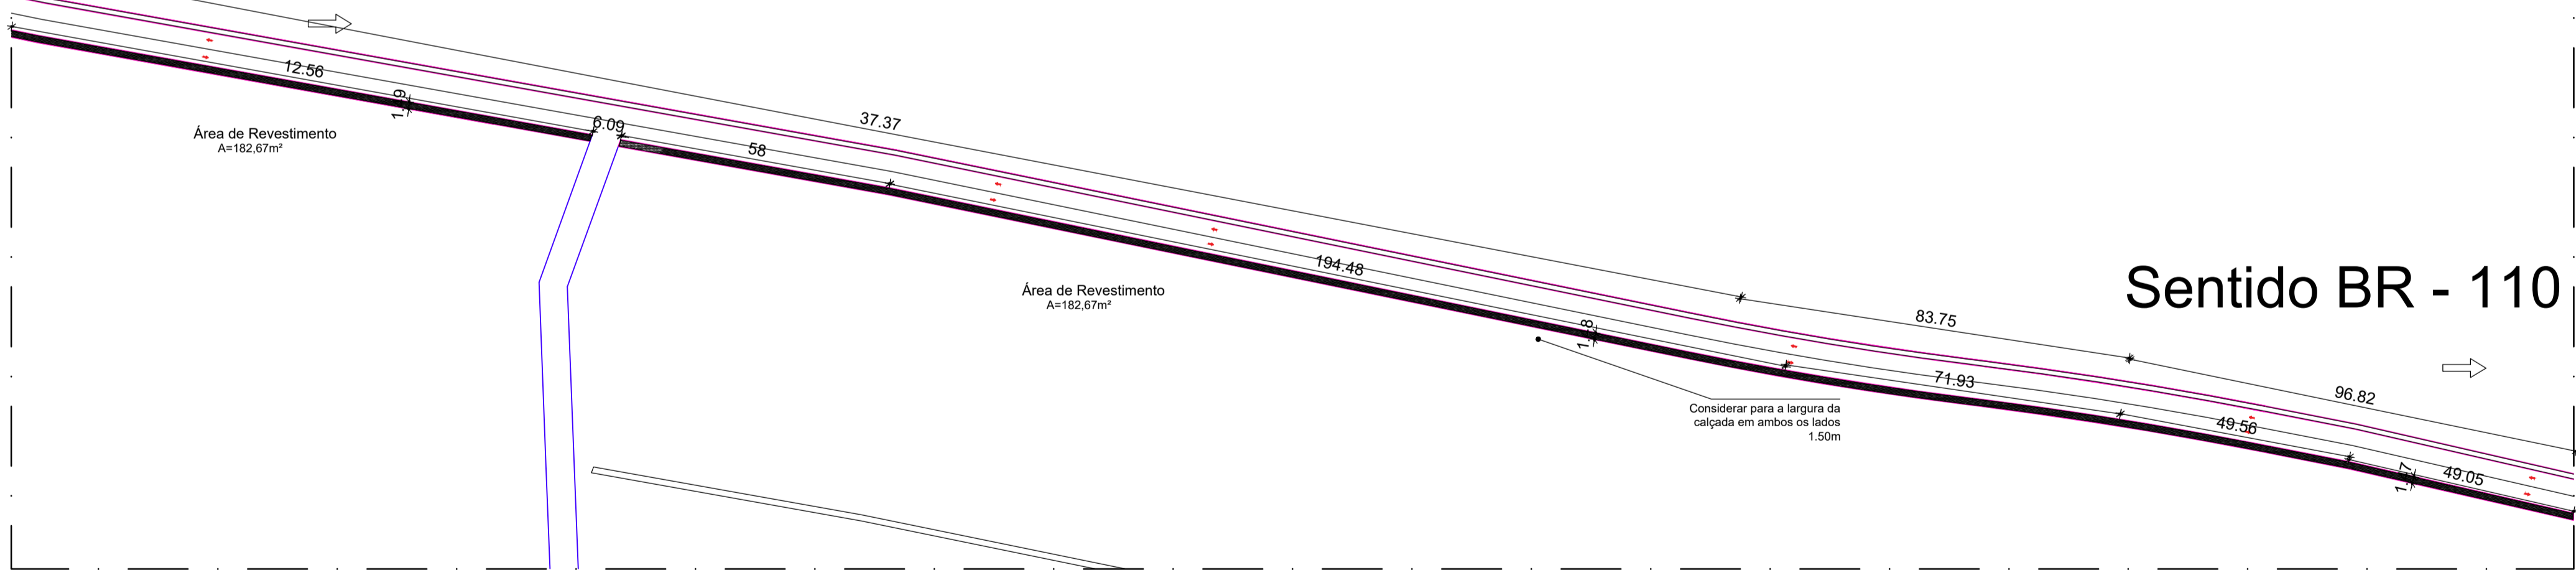 12.56
Área de Revestimento
A=182,67m²
6.09
58
37.37
194.48
Área de Revestimento
A=182,67m²
Considerar para a largura da
calçada em ambos os lados
1.50m
83.75
71.93
Sentido BR - 110
96.82
49.56
49.05